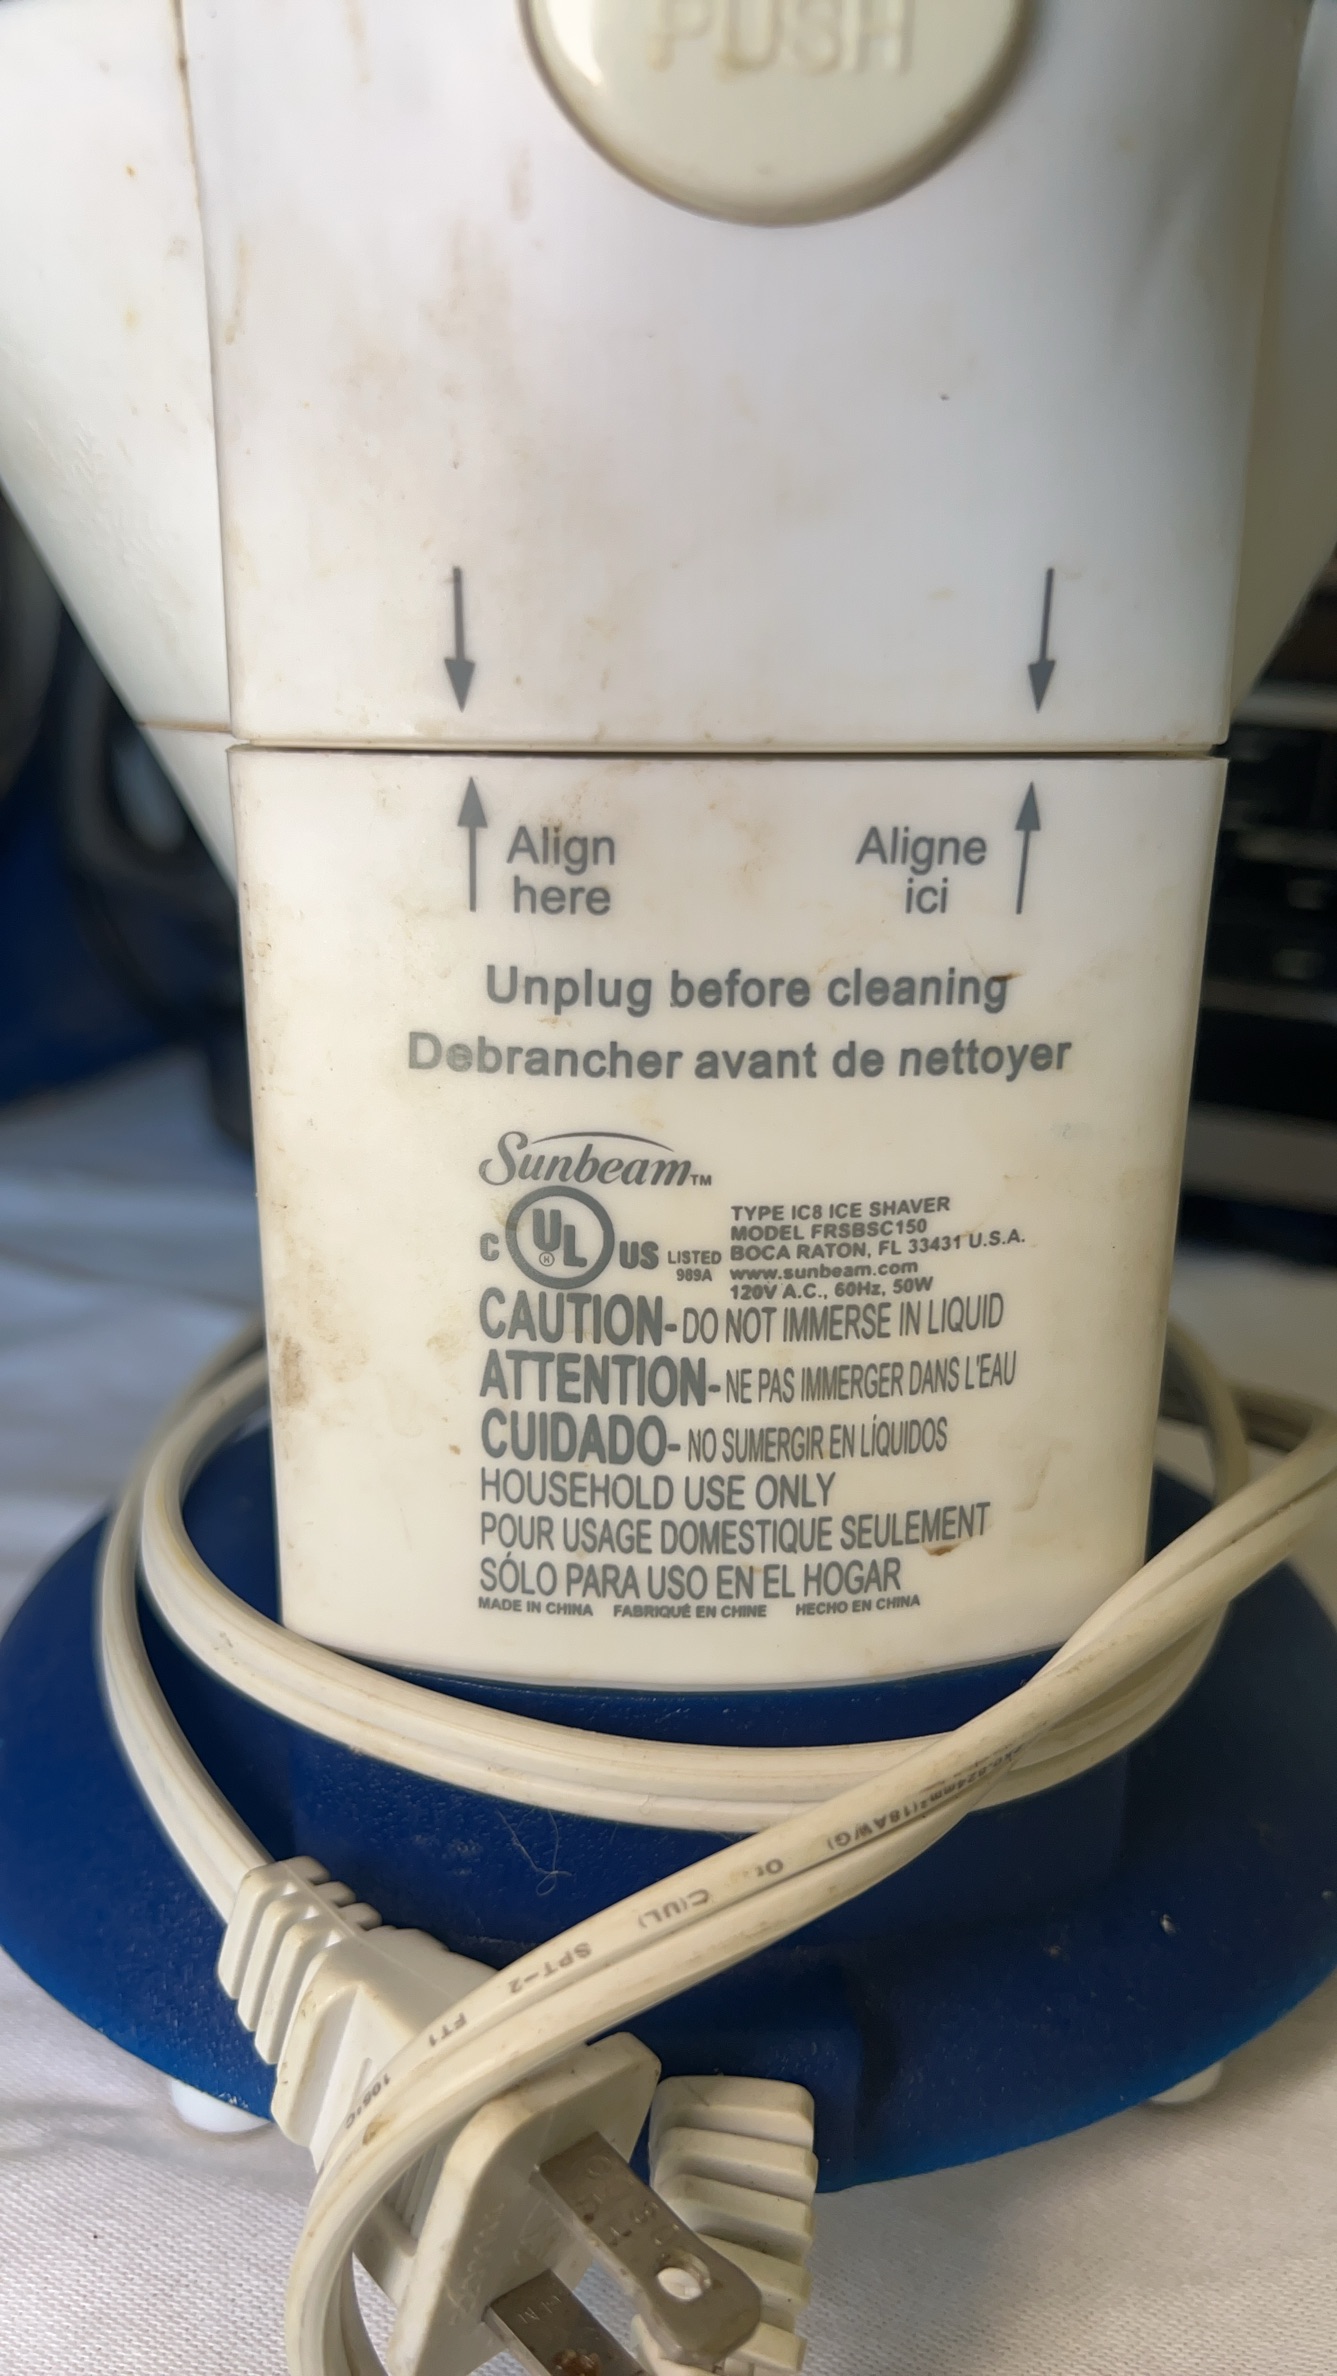 PUSH
Align
here
Aligne
ici
Unplug before cleaning
Debrancher avant de nettoyer
Sunbeam™
C UL US LISTED
989A
TYPE IC8 ICE SHAVER
MODEL FRSBSC150
BOCA RATON, FL 33431 U.S.A.
www.sunbeam.com
120V A.C., 60Hz, 50W
CAUTION- DO NOT IMMERSE IN LIQUID
ATTENTION- NE PAS IMMERGER DANS L'EAU
CUIDADO- NO SUMERGIR EN LÍQUIDOS
HOUSEHOLD USE ONLY
POUR USAGE DOMESTIQUE SEULEMENT
SÓLO PARA USO EN EL HOGAR
MADE IN CHINA FABRIQUÉ EN CHINE HECHO EN CHINA
(18AWG) C(UL) SPT-2 FT1 105°C